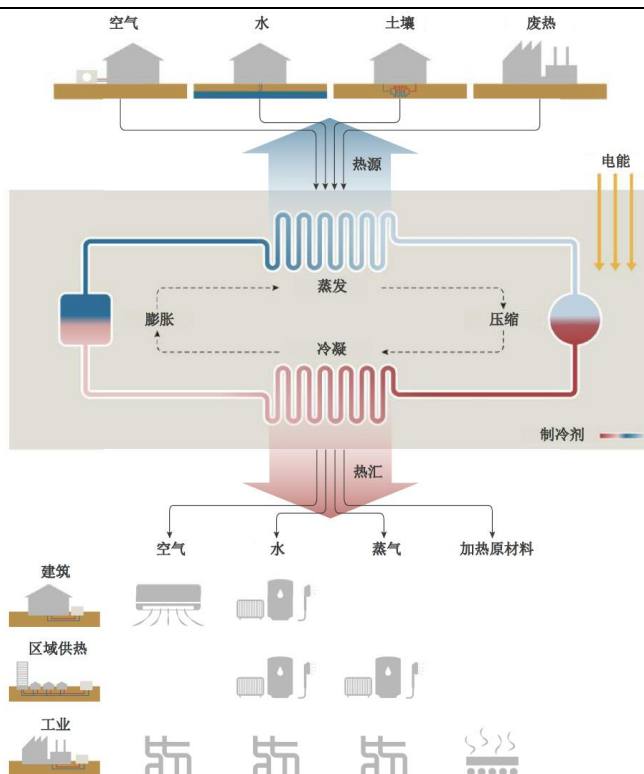 空气
水
土壤
废热
热源
电能
蒸发
膨胀
压缩
冷凝
制冷剂
热汇
空气
水
蒸气
加热原材料
建筑
区域供热
工业